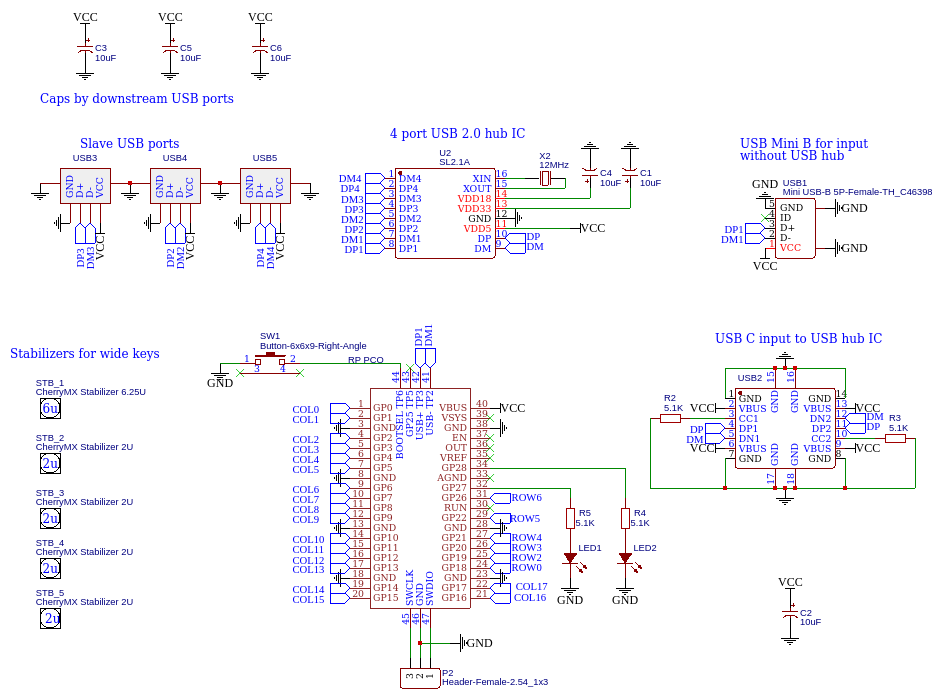 VCC VCC VCC
C3 10uF
C5 10uF
C6 10uF
Caps by downstream USB ports
Slave USB ports
USB3 USB4 USB5
GND D+ D- VCC
GND D+ D- VCC
GND D+ D- VCC
DP3 DM3 VCC
DP2 DM2 VCC
DP4 DM4 VCC
4 port USB 2.0 hub IC
U2
SL2.1A
DM4 1 DM4 XIN 16
DP4 2 DP4 XOUT 15
DM3 3 DM3 VDD18 14
DP3 4 DP3 VDD33 13
DM2 5 DM2 GND 12
DP2 6 DP2 VDD5 11 VCC
DM1 7 DM1 DP 10 DP
DP1 8 DP1 DM 9 DM
X2
12MHz
C4
10uF
C1
10uF
USB Mini B for input
without USB hub
GND USB1
Mini USB-B 5P-Female-TH_C46398
5 GND GND
4 ID
DP1 3 D+
DM1 2 D-
1 VCC GND
VCC
Stabilizers for wide keys
STB_1
CherryMX Stabilizer 6.25U
6u
STB_2
CherryMX Stabilizer 2U
2u
STB_3
CherryMX Stabilizer 2U
2u
STB_4
CherryMX Stabilizer 2U
2u
STB_5
CherryMX Stabilizer 2U
2u
SW1
Button-6x6x9-Right-Angle
1 2
3 4
GND
RP PCO
DP1 DM1
44 43 42 41
BOOTSEL TP6
GP25 TP5
USB+ TP3
USB- TP2
COL0 1 GP0 VBUS 40 VCC
COL1 2 GP1 VSYS 39
3 GND GND 38
COL2 4 GP2 EN 37
COL3 5 GP3 OUT 36
COL4 6 GP4 VREF 35
COL5 7 GP5 GP28 34
8 GND AGND 33
COL6 9 GP6 GP27 32
COL7 10 GP7 GP26 31 ROW6
COL8 11 GP8 RUN 30
COL9 12 GP9 GP22 29 ROW5
13 GND GND 28
COL10 14 GP10 GP21 27 ROW4
COL11 15 GP11 GP20 26 ROW3
COL12 16 GP12 GP19 25 ROW2
COL13 17 GP13 GP18 24 ROW0
18 GND GND 23
COL14 19 GP14 GP17 22 COL17
COL15 20 GP15 GP16 21 COL16
SWCLK GND SWDIO
45 46 47
GND
3 2 1
P2
Header-Female-2.54_1x3
R5
5.1K
R4
5.1K
LED1
LED2
GND GND
USB C input to USB hub IC
USB2
15 16
GND GND
1 GND GND 14
VCC 2 VBUS VBUS 13 VCC
3 CC1 DN2 12 DM
DP 4 DP1 DP2 11 DP
DM 5 DN1 CC2 10
VCC 6 VBUS VBUS 9 VCC
7 GND GND 8
GND GND
17 18
R2
5.1K
R3
5.1K
VCC
C2
10uF